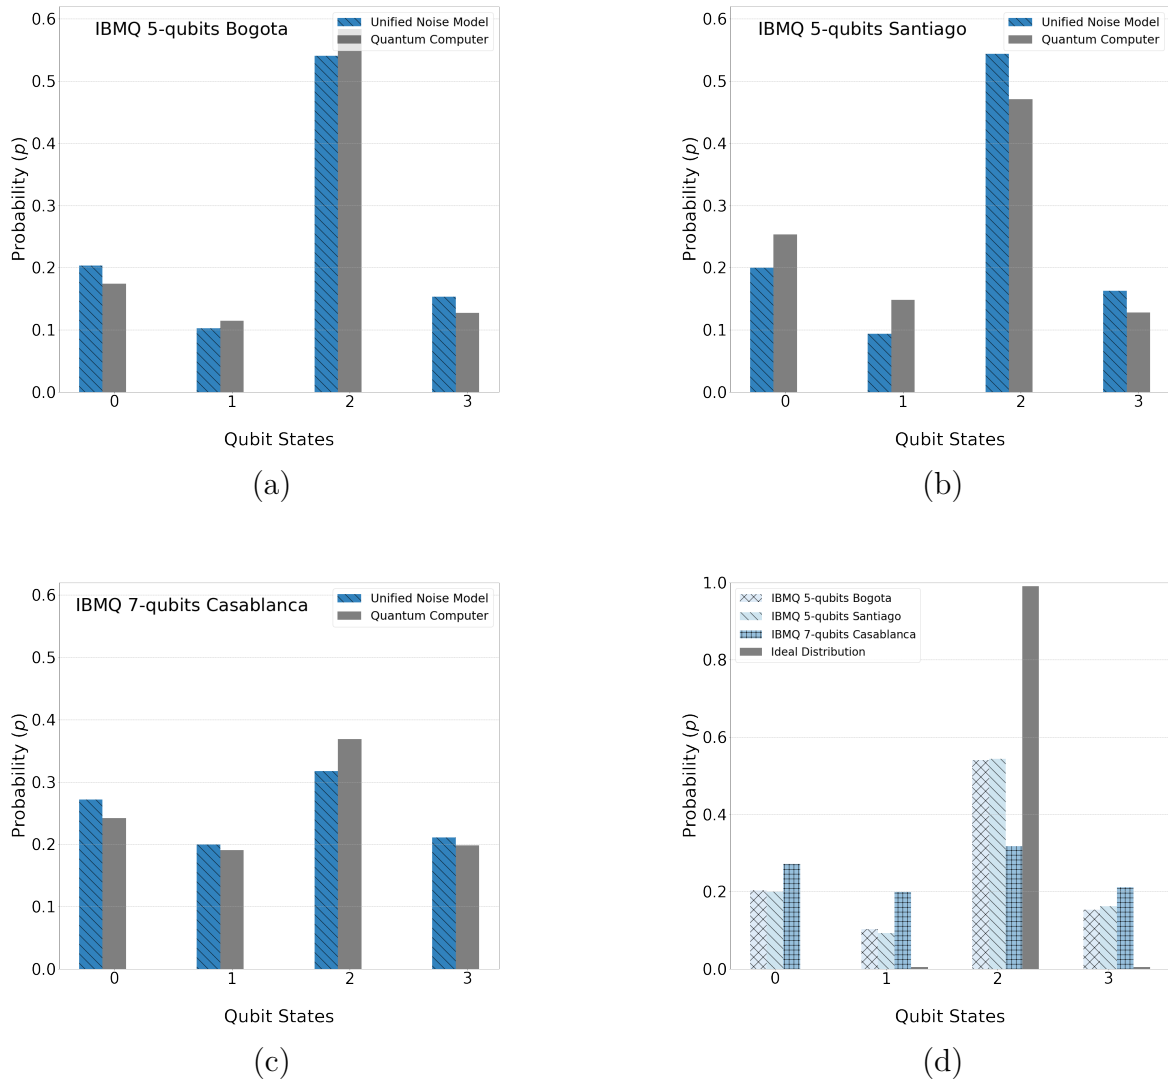 IBMQ 5-qubits Bogota
Unified Noise Model
Quantum Computer
Probability (p)
0.6
0.5
0.4
0.3
0.2
0.1
0.0
0 1 2 3
Qubit States
(a)
IBMQ 5-qubits Santiago
Unified Noise Model
Quantum Computer
Probability (p)
0.6
0.5
0.4
0.3
0.2
0.1
0.0
0 1 2 3
Qubit States
(b)
IBMQ 7-qubits Casablanca
Unified Noise Model
Quantum Computer
Probability (p)
0.6
0.5
0.4
0.3
0.2
0.1
0.0
0 1 2 3
Qubit States
(c)
IBMQ 5-qubits Bogota
IBMQ 5-qubits Santiago
IBMQ 7-qubits Casablanca
Ideal Distribution
Probability (p)
1.0
0.8
0.6
0.4
0.2
0.0
0 1 2 3
Qubit States
(d)